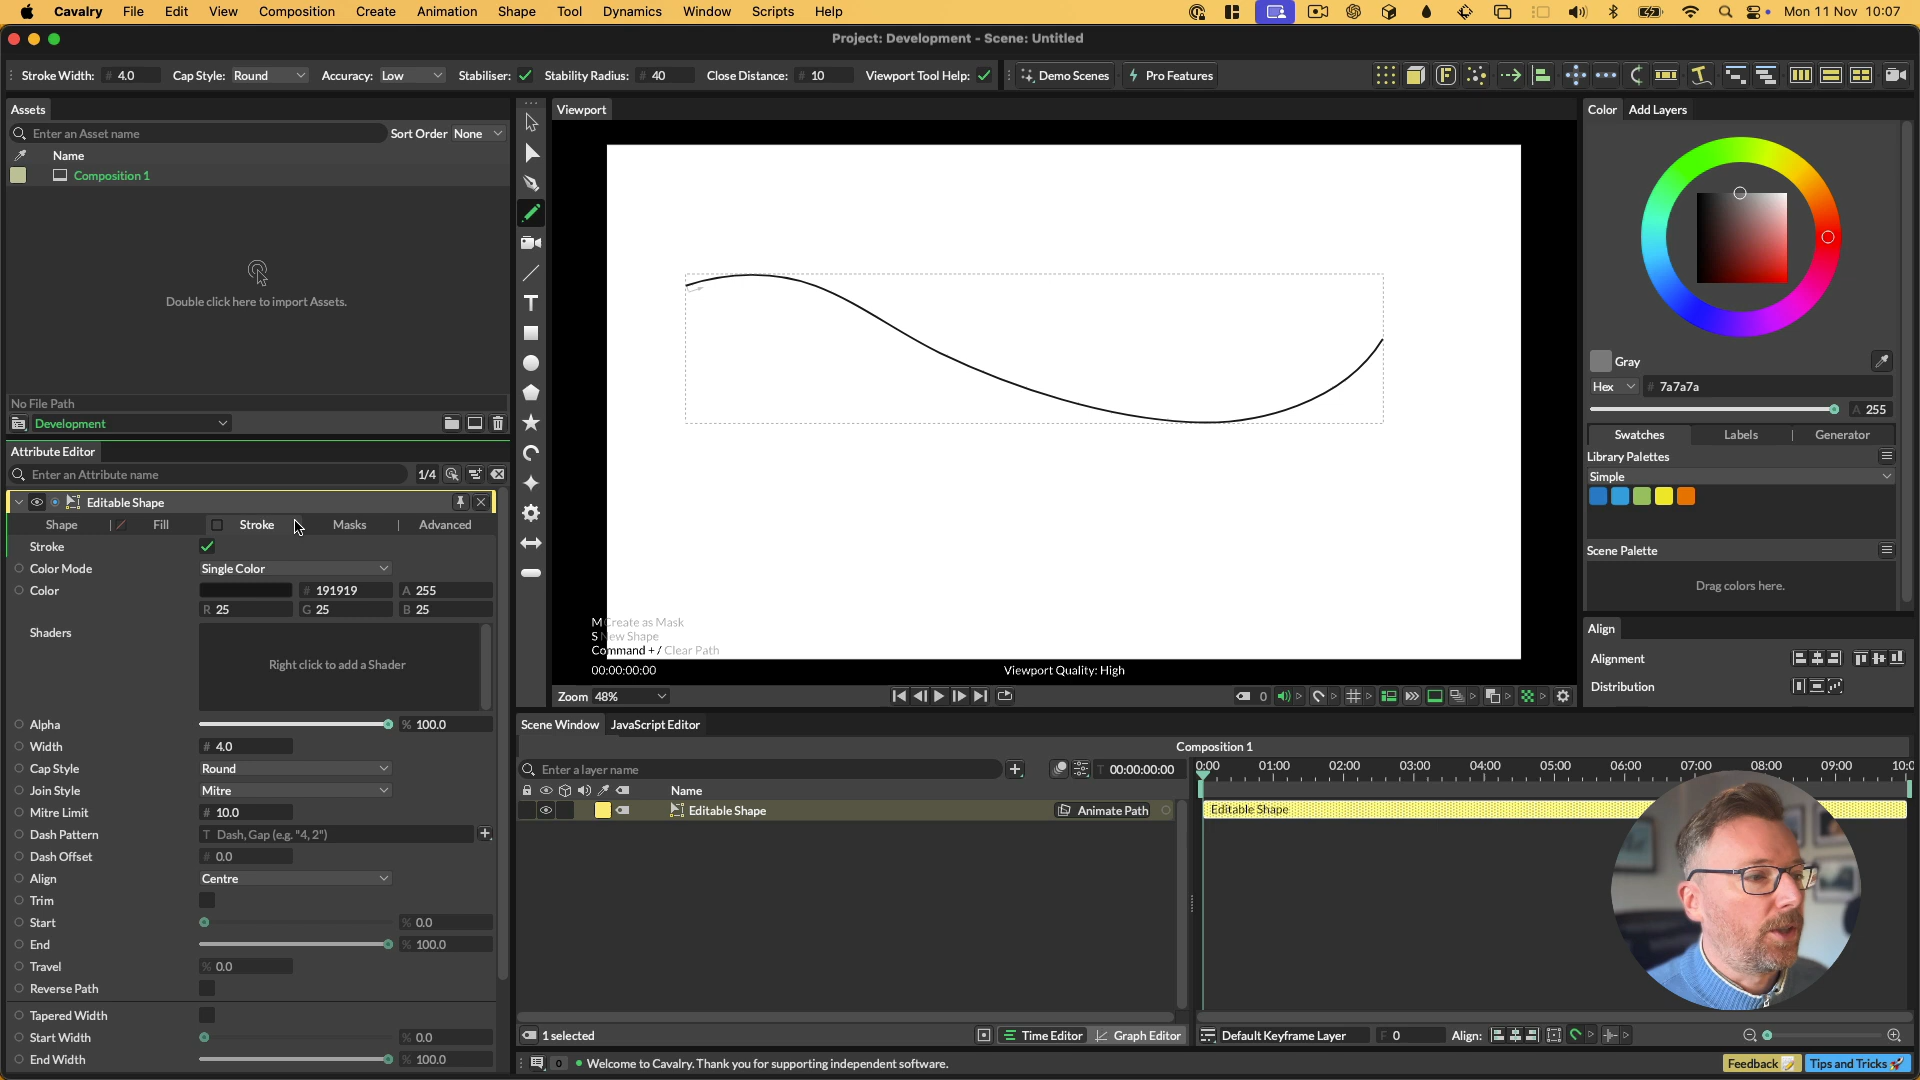 Cavalry File Edit View Composition Create Animation Shape Tool Dynamics Window Scripts Help
Mon 11 Nov 10:07
Project: Development - Scene: Untitled
Stroke Width: # 4.0 Cap Style: Round Accuracy: Low Stabiliser: Stability Radius: # 40 Close Distance: # 10 Viewport Tool Help: Demo Scenes Pro Features
Assets
Enter an Asset name
Sort Order None
Name
Composition 1
Double click here to import Assets.
No File Path
Development
Attribute Editor
Enter an Attribute name
1/4
Editable Shape
Shape Fill Stroke Masks Advanced
Stroke
Color Mode Single Color
Color # 191919 A 255
R 25 G 25 B 25
Shaders
Right click to add a Shader
Alpha % 100.0
Width # 4.0
Cap Style Round
Join Style Mitre
Mitre Limit # 10.0
Dash Pattern T Dash, Gap (e.g. "4, 2")
Dash Offset # 0.0
Align Centre
Trim
Start % 0.0
End % 100.0
Travel % 0.0
Reverse Path
Tapered Width
Start Width % 0.0
End Width % 100.0
Viewport
M Create as Mask
S New Shape
Command + / Clear Path
00:00:00:00
Viewport Quality: High
Zoom 48%
0
Scene Window JavaScript Editor
Composition 1
Enter a layer name
T 00:00:00:00
0:00 01:00 02:00 03:00 04:00 05:00 06:00 07:00 08:00 09:00 10:0
Name
Editable Shape Animate Path
Editable Shape
1 selected
Time Editor Graph Editor
Default Keyframe Layer F 0 Align:
0 Welcome to Cavalry. Thank you for supporting independent software.
Feedback Tips and Tricks
Color Add Layers
Gray
Hex # 7a7a7a
A 255
Swatches Labels Generator
Library Palettes
Simple
Scene Palette
Drag colors here.
Align
Alignment
Distribution